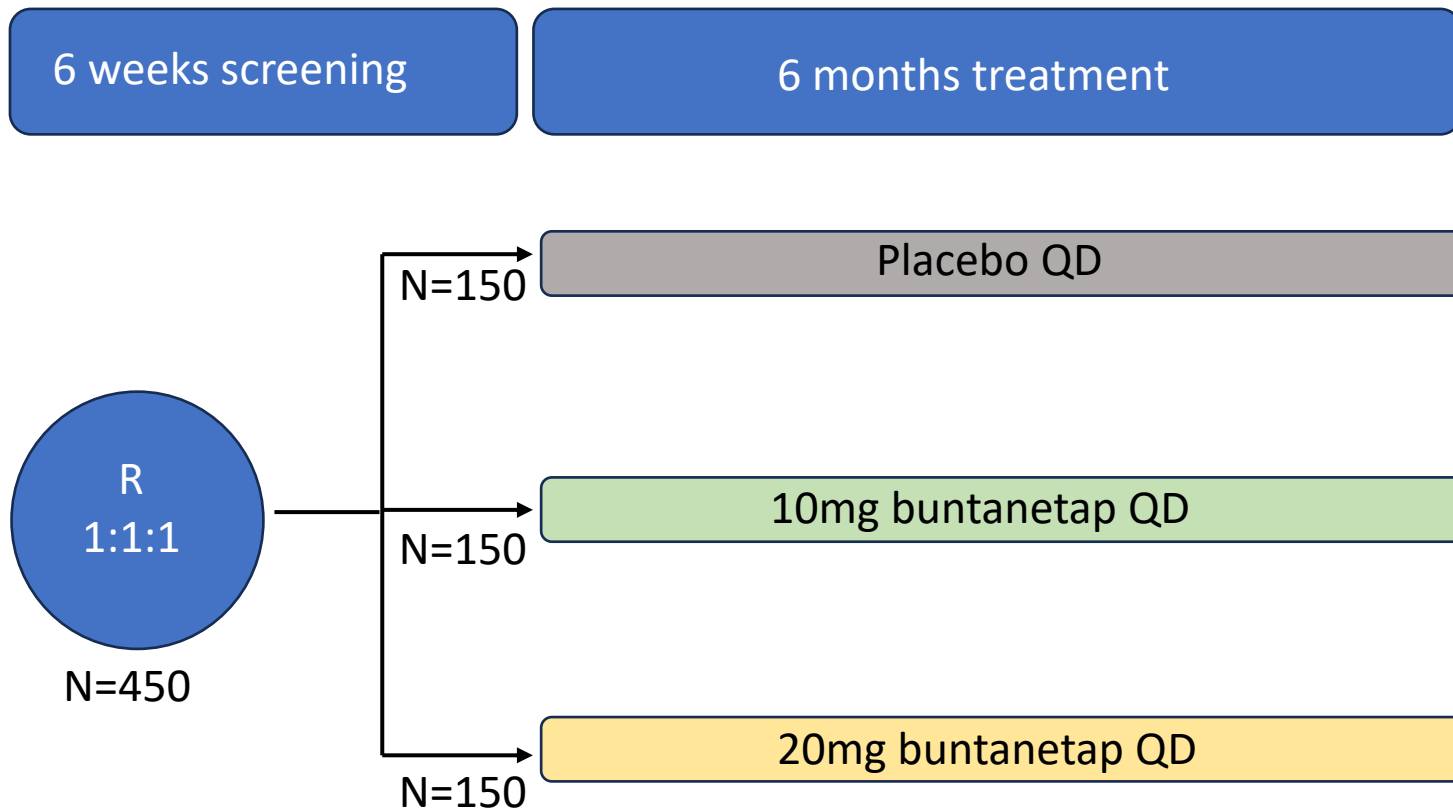 6 weeks screening
6 months treatment
Placebo QD
N=150
R
1:1:1
N=450
10mg buntanetap QD
N=150
20mg buntanetap QD
N=150